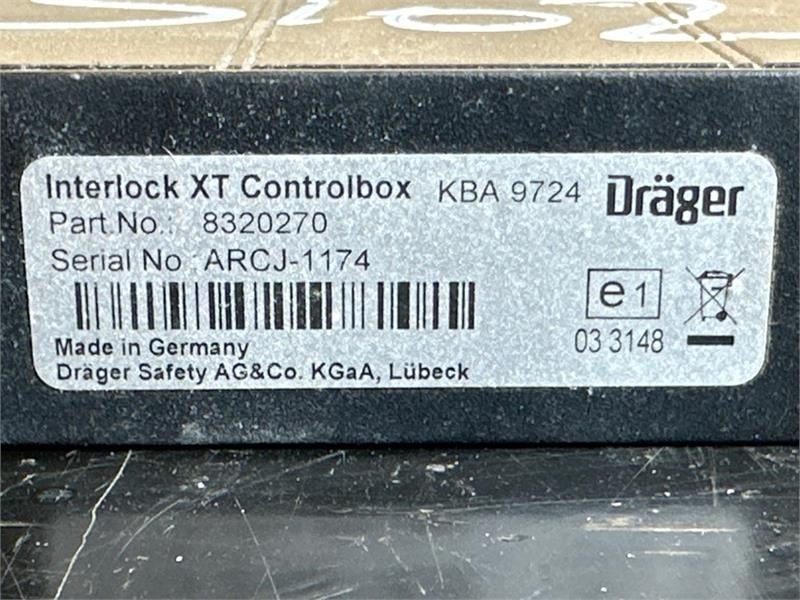 Interlock XT Controlbox KBA 9724 Dräger
Part.No.: 8320270
Serial No : ARCJ-1174
e1
03 3148
Made in Germany
Dräger Safety AG&Co. KGaA, Lübeck